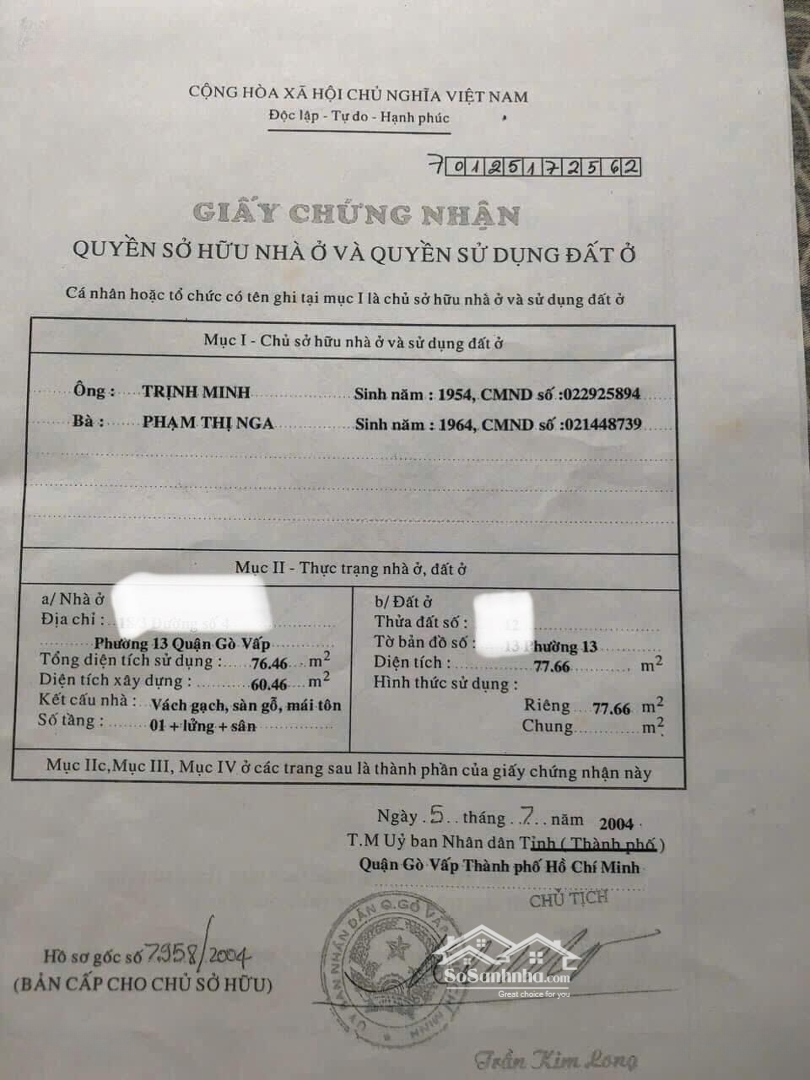 CỘNG HÒA XÃ HỘI CHỦ NGHĨA VIỆT NAM
Độc lập - Tự do - Hạnh phúc
70125172562
GIẤY CHỨNG NHẬN
QUYỀN SỞ HỮU NHÀ Ở VÀ QUYỀN SỬ DỤNG ĐẤT Ở
Cá nhân hoặc tổ chức có tên ghi tại mục I là chủ sở hữu nhà ở và sử dụng đất ở
Mục I - Chủ sở hữu nhà ở và sử dụng đất ở
Ông : TRỊNH MINH Sinh năm : 1954, CMND số :022925894
Bà : PHẠM THỊ NGA Sinh năm : 1964, CMND số :021448739
Mục II - Thực trạng nhà ở, đất ở
a/ Nhà ở
Địa chỉ : Đường số 4
Phường 13 Quận Gò Vấp
Tổng diện tích sử dụng : 76.46 m²
Diện tích xây dựng : 60.46 m²
Kết cấu nhà : Vách gạch, sàn gỗ, mái tôn
Số tầng : 01 + lửng + sân
b/ Đất ở
Thửa đất số :
Tờ bản đồ số : 13 Phường 13
Diện tích : 77.66 m²
Hình thức sử dụng :
Riêng 77.66 m²
Chung m²
Mục IIc,Mục III, Mục IV ở các trang sau là thành phần của giấy chứng nhận này
Ngày 5 tháng 7 năm 2004
T.M Uỷ ban Nhân dân Tỉnh ( Thành phố )
Quận Gò Vấp Thành phố Hồ Chí Minh
CHỦ TỊCH
Hồ sơ gốc số 7958/2004
(BẢN CẤP CHO CHỦ SỞ HỮU)
SoSanhnha.com
Great choice for you
Trần Kim Long